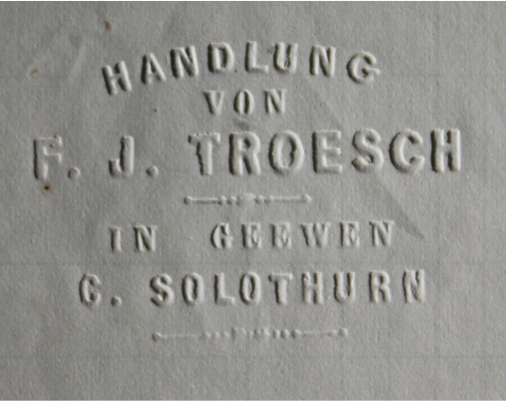 HANDLUNG
VON
F. J. TROESCH
IN GEEWEN
C. SOLOTHURN